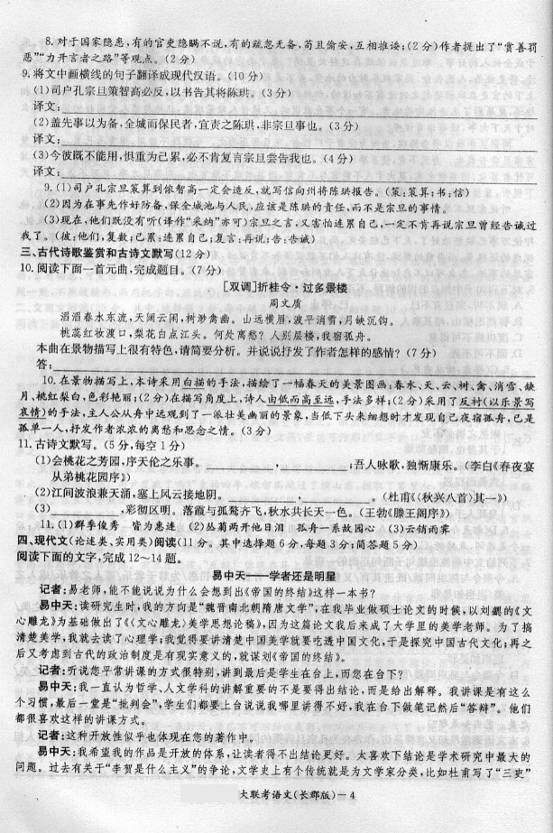 8.对于国家隐患,有的官吏隐瞒不说,有的疏忽无备,苟且偷安,互相推诿;(2分)作者提出了“赏善罚
恶”“力开言者之路”等观点。(2分)
9.将文中画横线的句子翻译成现代汉语。(10分)
(1)司户孔宗旦策智高必反,以书告其将陈珙。(3分)
译文:
(2)盖先事以为备,全城而保民者,宜责之陈珙,非宗旦事也。(3分)
译文:
(3)今彼既不能用,惧重为己累,必不肯复言宗旦尝告我也。(4分)
译文:
9.(1)司户孔宗旦策算到侬智高一定会造反,就写信向州将陈珙报告。(策:策算;书:信)
(2)因为在事先作好防备,保全城池与人民,应该是陈珙的责任,而不是宗旦的事情。
(3)现在,他们既没有听(译作“采纳”亦可)宗旦之言,又害怕连累自己,一定不肯再说宗旦曾经告诫过
我了。(彼:他们,复数;己累:连累自己;复言:再说;告:告诫)
三、古代诗歌鉴赏和古诗文默写(12分)
10.阅读下面一首元曲,完成题目。(7分)
[双调]折桂令·过多景楼
周文质
滔滔春水东流,天阔云闲,树渺禽幽。山远横眉,波平消雪,月缺沉钩。
桃蕊红妆渡口,梨花白点江头。何处离愁?人别层楼,我宿孤舟。
本曲在景物描写上很有特色,请简要分析。并说说抒发了作者怎样的感情?(7分)
答:
10.在景物描写上,本诗采用白描的手法,描绘了一幅春天的美景图画:春水、天、云、树、禽、消雪、缺
月、桃红梨白,色彩艳丽;(2分)在描写角度上,诗人由低而高至远,手法多样;(2分)采用了反衬(以乐景写
哀情)的手法,主人公从舟中远观到了一派壮美幽丽的景象,当低下头来细想时才发现自己夜宿孤舟,已是
孤单一人,抒发作者浓浓的离愁和思念之情。(3分)
11.古诗文默写。(5分,每空1分)
(1)会桃花之芳园,序天伦之乐事。 , ;吾人咏歌,独惭康乐。(李白《春夜宴
从弟桃花园序》)
(2)江间波浪兼天涌,塞上风云接地阴。 , 。(杜甫《〈秋兴八首〉其一》)
(3) ,彩彻区明。落霞与孤鹜齐飞,秋水共长天一色。(王勃《滕王阁序》)
11.(1)群季俊秀 皆为惠连 (2)丛菊两开他日泪 孤舟一系故园心 (3)云销雨霁
四、现代文(论述类、实用类)阅读(11分。其中选择题6分,每题3分;简答题5分)
阅读下面的文字,完成12~14题。
易中天——学者还是明星
记者:易老师,能不能说说为什么会想到出《帝国的终结》这样一本书?
易中天:读研究生时,我的方向是“魏晋南北朝隋唐文学”,在我毕业做硕士论文的时候,以刘勰的《文
心雕龙》为基础做出了《〈文心雕龙〉美学思想论稿》,因为这篇论文我后来成了大学里的美学老师。为了搞
清楚美学,我就去读了心理学;我觉得要讲清楚中国美学就要吃透中国文化,于是探究中国古代文化;再之
后又考虑到古代的政治制度是有现实意义的,就谋划《帝国的终结》。
记者:听说您平常讲课的方式很特别,讲到最后是学生在台上,而您在台下?
易中天:我一直认为哲学、人文学科的讲解重要的不是要得出结论,而是给出解释。我讲课是有这么
个习惯,最后一堂是“批判会”,学生们都要上台说说我哪里讲得不好,我在台下做笔记然后“答辩”。他们
都很喜欢这样的讲课方式。
记者:这种开放性似乎也体现在您的著作中。
易中天:我希望我的作品是开放的体系,让读者得不出结论更好。太喜欢下结论是学术研究中最大的
问题。过去有关于“李贺是什么主义”的争论,文学史上有个传统就是为文学家分类,比如杜甫写了“三吏”
大联考语文(长郡版)—4